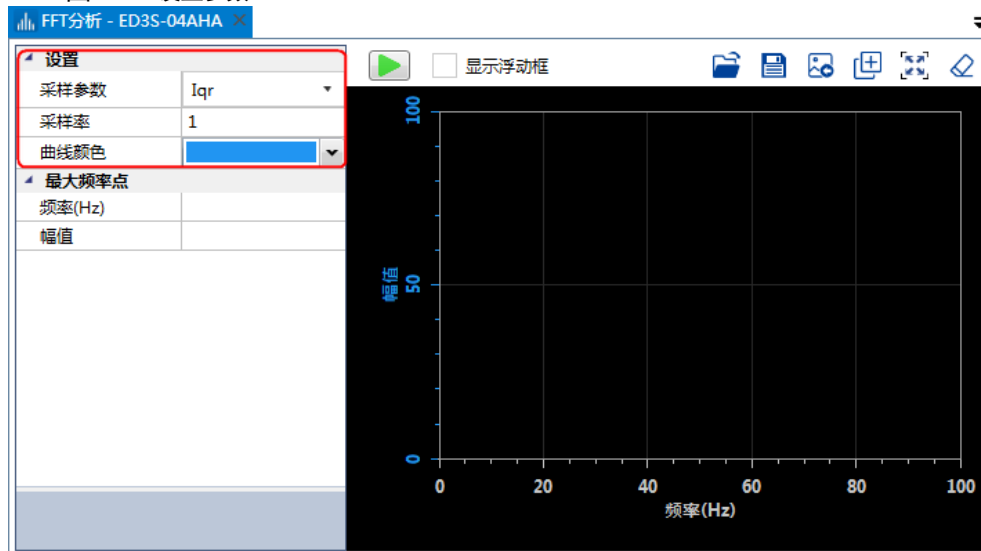 FFT分析 - ED3S-04AHA
设置
采样参数 Iqr
采样率 1
曲线颜色
最大频率点
频率(Hz)
幅值
显示浮动框
100
50
0
幅值
0 20 40 60 80 100
频率(Hz)